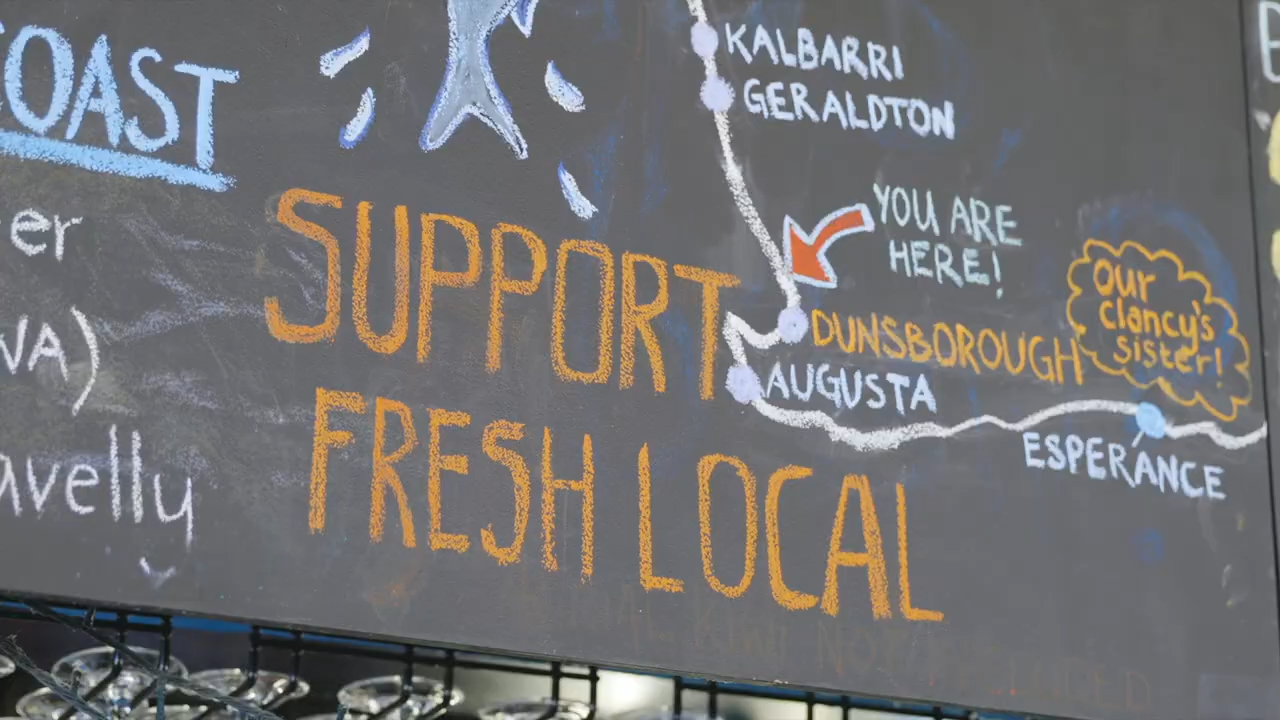 COAST
KALBARRI
GERALDTON
YOU ARE
HERE!
SUPPORT
DUNSBOROUGH
Our
clancy's
sister!
AUGUSTA
ESPERANCE
FRESH LOCAL